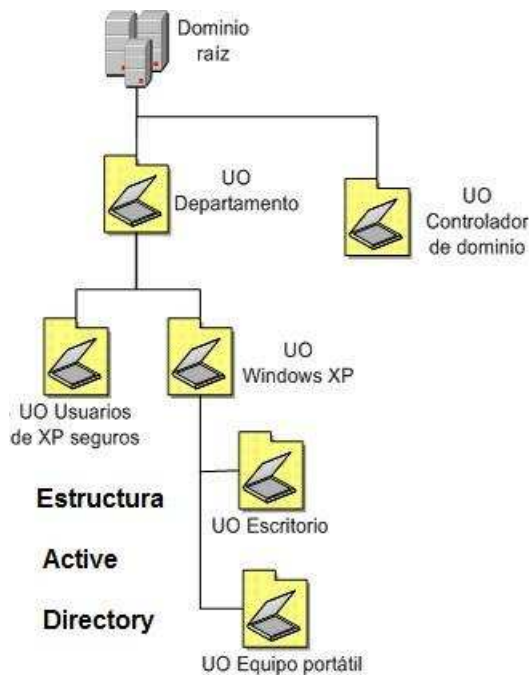 Dominio
raíz
UO
Departamento
UO
Controlador
de dominio
UO
Windows XP
UO Usuarios
de XP seguros
Estructura
UO Escritorio
Active
Directory
UO Equipo portátil